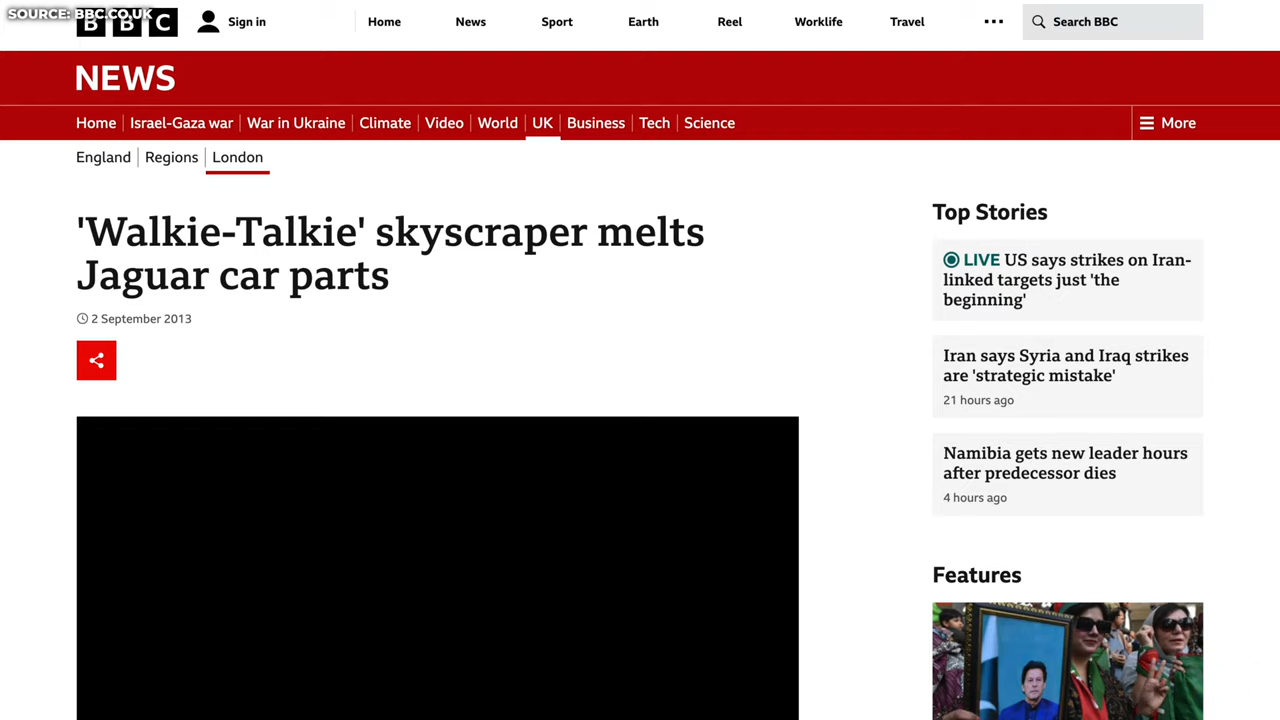 SOURCE: BBC.CO.UK
BBC
Sign in
Home
News
Sport
Earth
Reel
Worklife
Travel
Search BBC
NEWS
Home
Israel-Gaza war
War in Ukraine
Climate
Video
World
UK
Business
Tech
Science
More
England
Regions
London
'Walkie-Talkie' skyscraper melts
Jaguar car parts
2 September 2013
Top Stories
LIVE US says strikes on Iran-
linked targets just 'the
beginning'
Iran says Syria and Iraq strikes
are 'strategic mistake'
21 hours ago
Namibia gets new leader hours
after predecessor dies
4 hours ago
Features